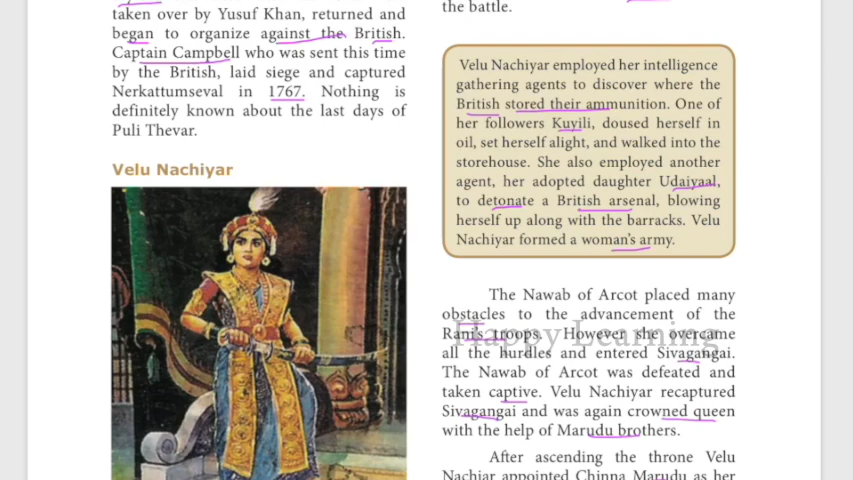 taken over by Yusuf Khan, returned and
began to organize against the British.
Captain Campbell who was sent this time
by the British, laid siege and captured
Nerkattumseval in 1767. Nothing is
definitely known about the last days of
Puli Thevar.
Velu Nachiyar
the battle.
Velu Nachiyar employed her intelligence
gathering agents to discover where the
British stored their ammunition. One of
her followers Kuyili, doused herself in
oil, set herself alight, and walked into the
storehouse. She also employed another
agent, her adopted daughter Udaiyaal,
to detonate a British arsenal, blowing
herself up along with the barracks. Velu
Nachiyar formed a woman's army.
The Nawab of Arcot placed many
obstacles to the advancement of the
Rani's troops. However she overcame
Happy Learning
all the hurdles and entered Sivagangai.
The Nawab of Arcot was defeated and
taken captive. Velu Nachiyar recaptured
Sivagangai and was again crowned queen
with the help of Marudu brothers.
After ascending the throne Velu
Nachiar appointed Chinna Marudu as her